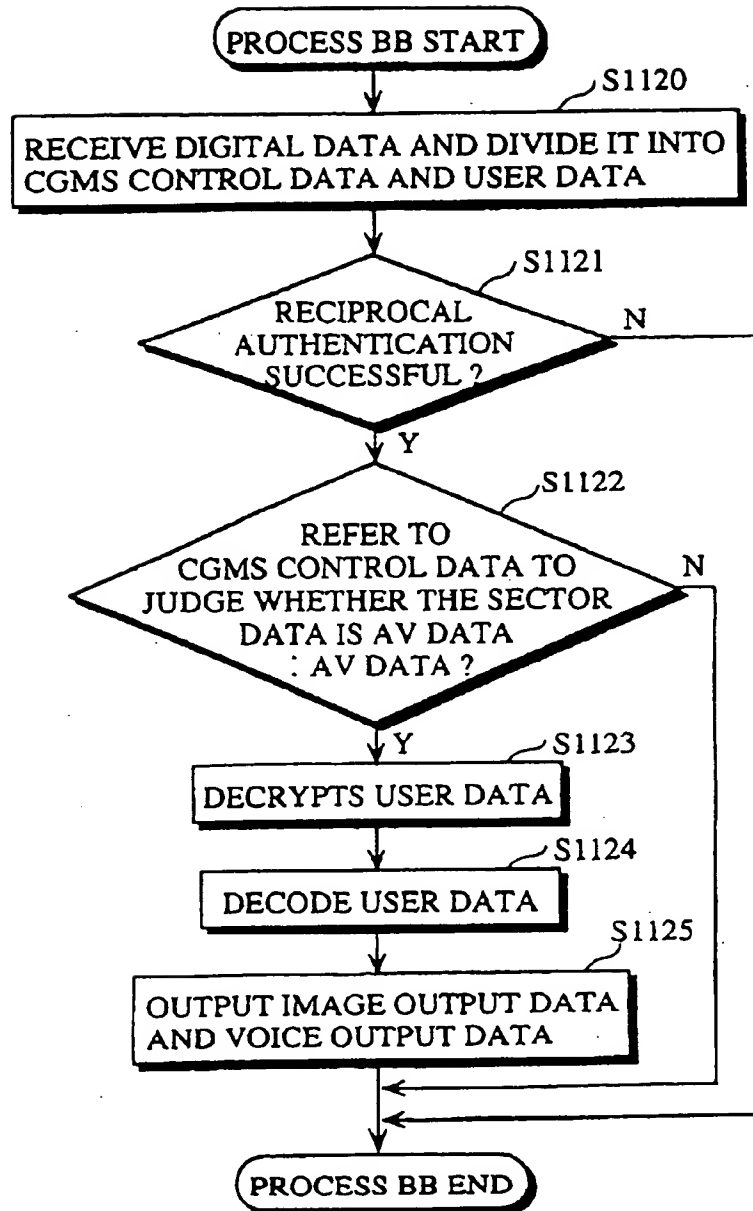 PROCESS BB START
S1120
RECEIVE DIGITAL DATA AND DIVIDE IT INTO
CGMS CONTROL DATA AND USER DATA
S1121
RECIPROCAL
AUTHENTICATION
SUCCESSFUL ?
N
Y
S1122
REFER TO
CGMS CONTROL DATA TO
JUDGE WHETHER THE SECTOR
DATA IS AV DATA
: AV DATA ?
N
Y
S1123
DECRYPTS USER DATA
S1124
DECODE USER DATA
S1125
OUTPUT IMAGE OUTPUT DATA
AND VOICE OUTPUT DATA
PROCESS BB END